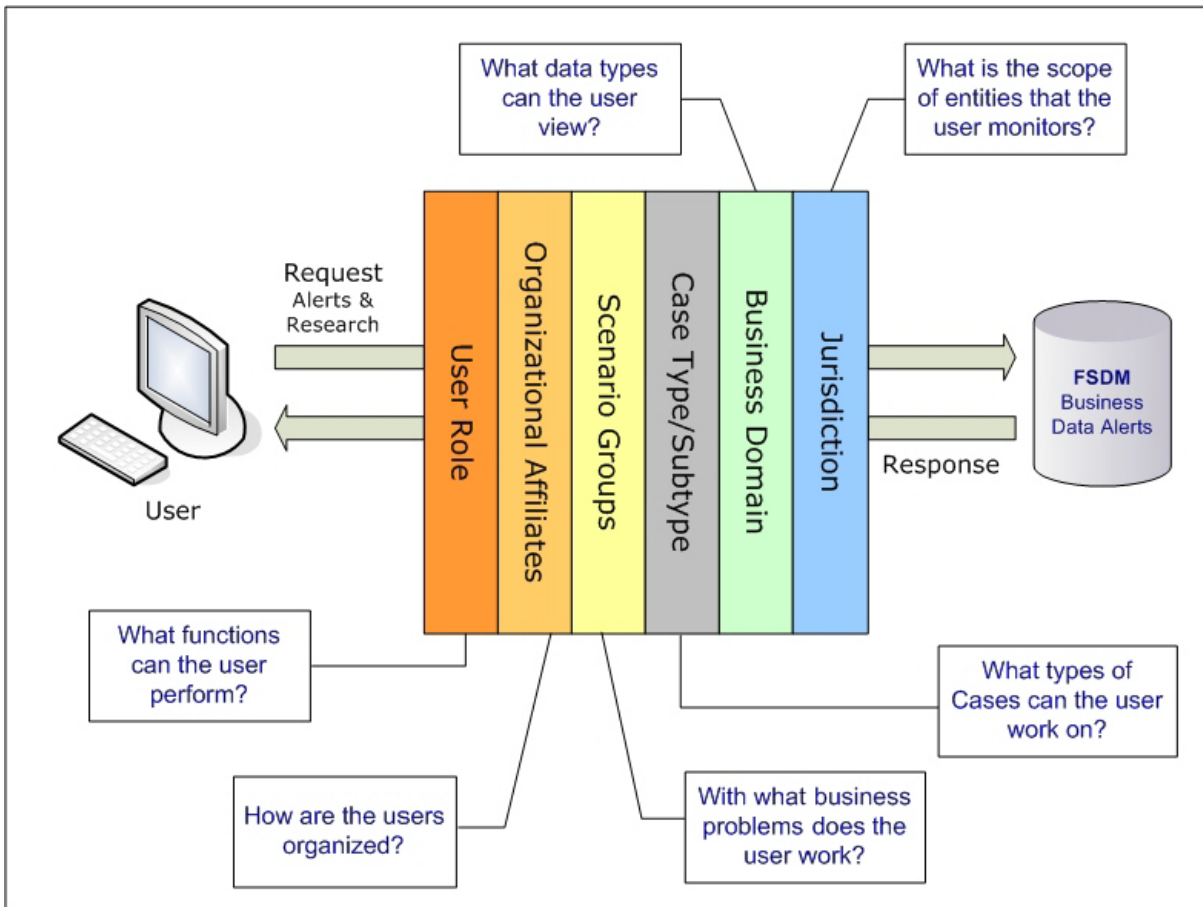 What data types
can the user
view?
What is the scope
of entities that the
user monitors?
Request
Alerts &
Research
User Role
Organizational Affiliates
Scenario Groups
Case Type/Subtype
Business Domain
Jurisdiction
FSDM
Business
Data Alerts
Response
User
What functions
can the user
perform?
What types of
Cases can the user
work on?
How are the users
organized?
With what business
problems does the
user work?